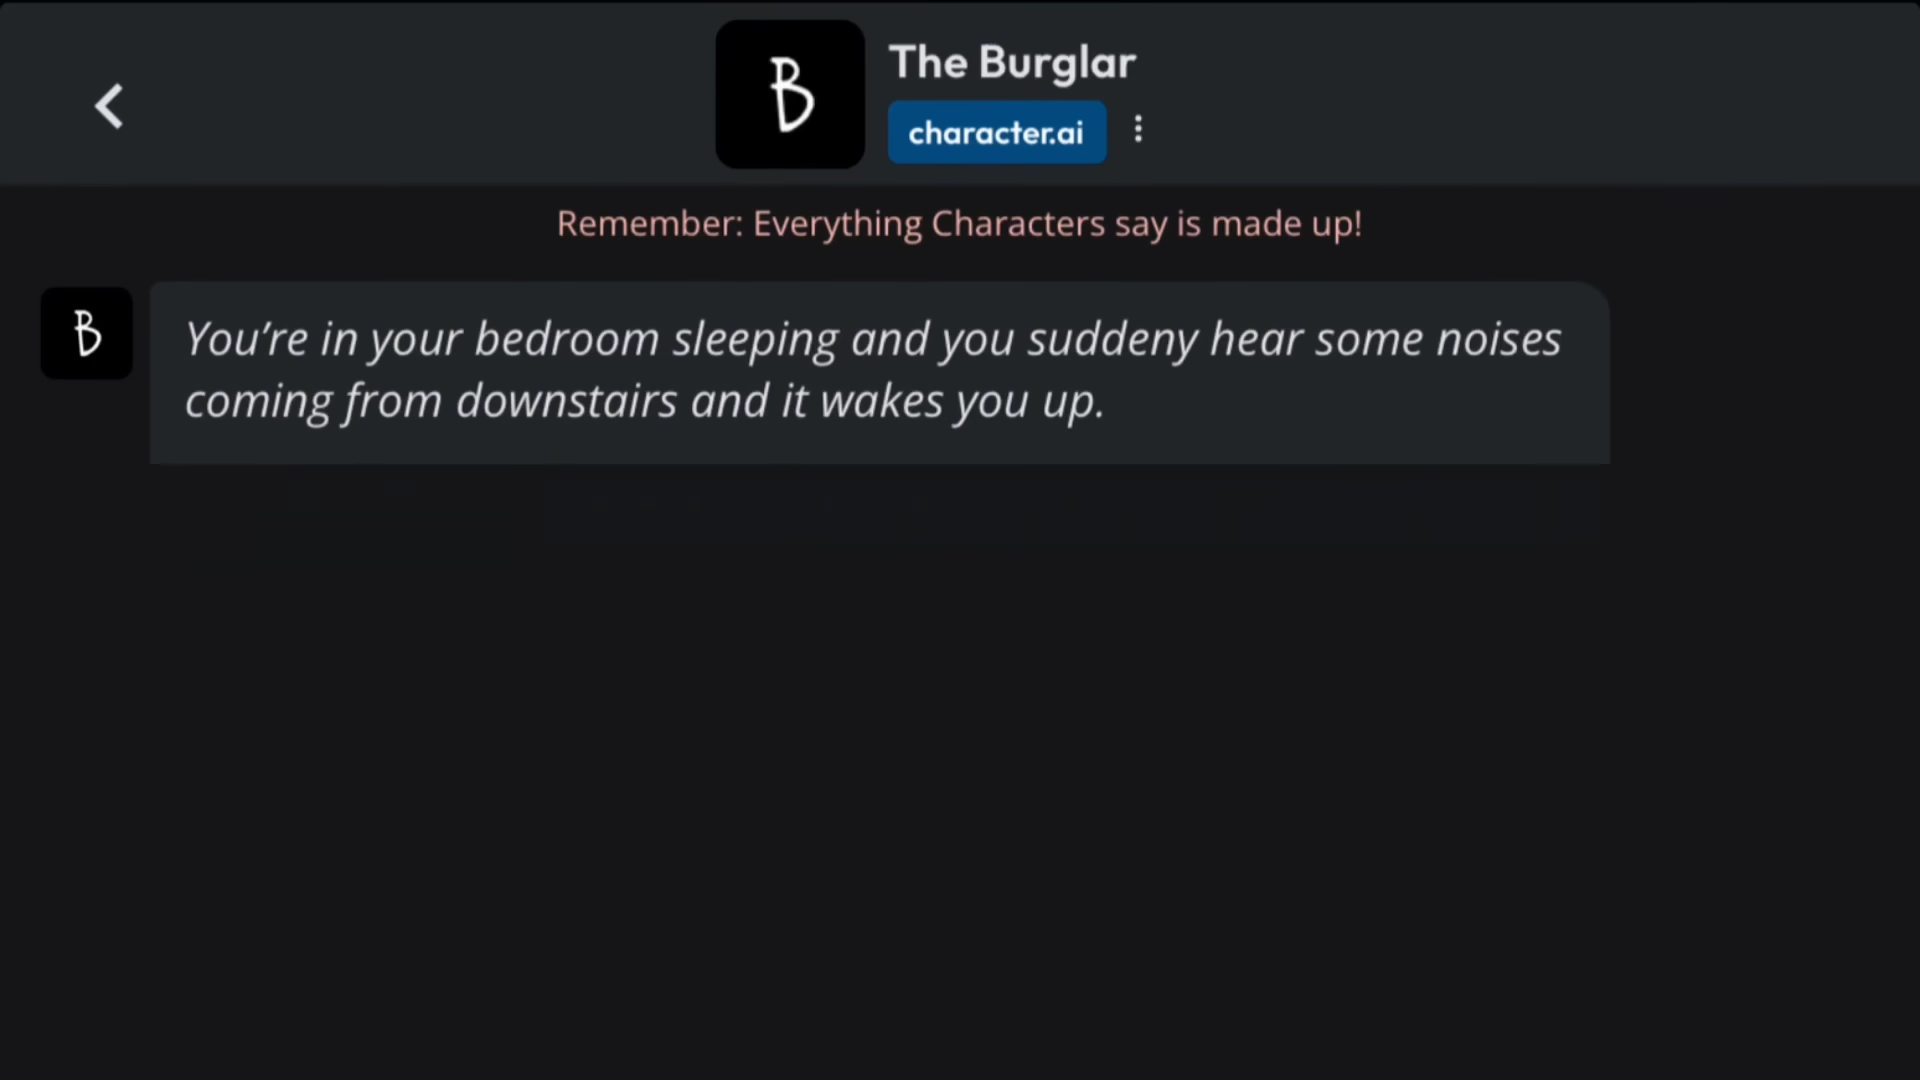 B
The Burglar
character.ai
Remember: Everything Characters say is made up!
B
You’re in your bedroom sleeping and you suddeny hear some noises
coming from downstairs and it wakes you up.